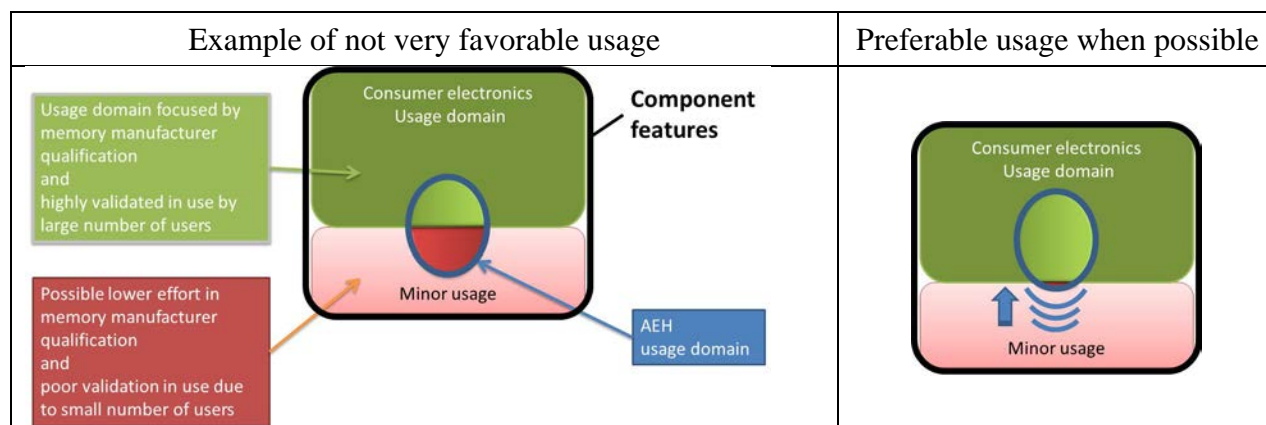 Example of not very favorable usage
Preferable usage when possible
Usage domain focused by
memory manufacturer
qualification
and
highly validated in use by
large number of users
Consumer electronics
Usage domain
Component
features
Possible lower effort in
memory manufacturer
qualification
and
poor validation in use due
to small number of users
Minor usage
AEH
usage domain
Consumer electronics
Usage domain
Minor usage